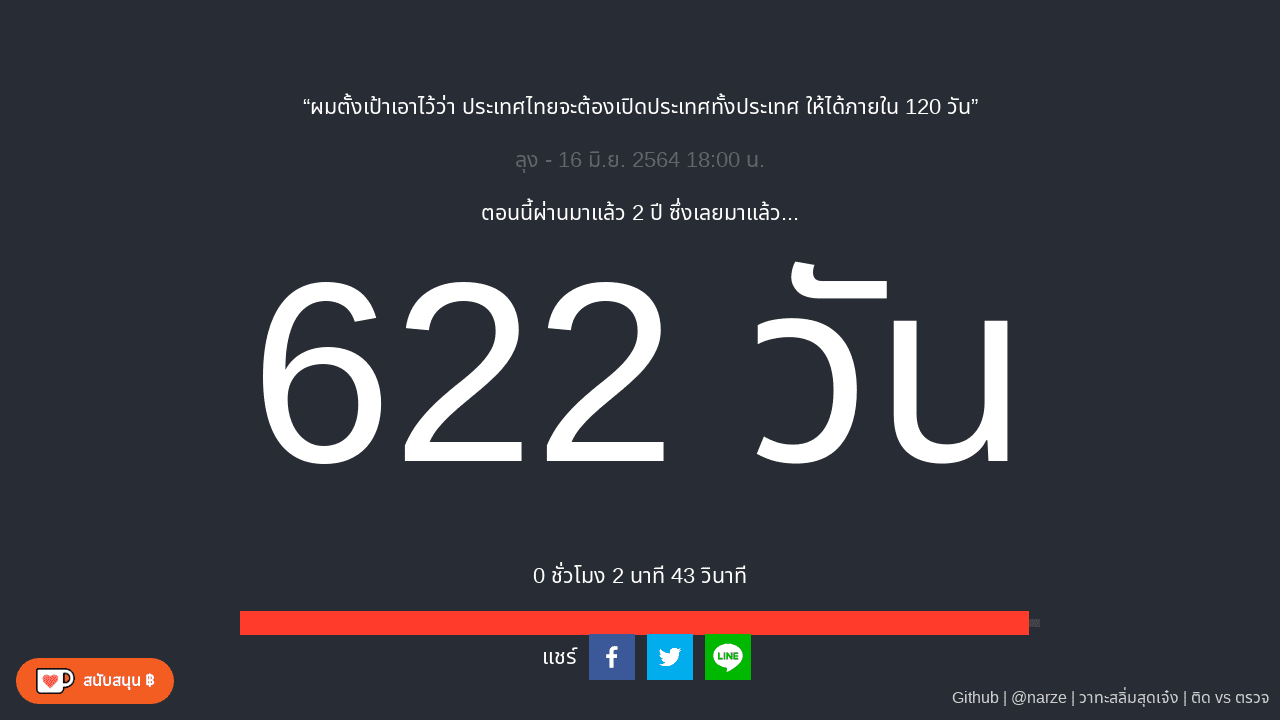 “ผมตั้งเป้าเอาไว้ว่า ประเทศไทยจะต้องเปิดประเทศทั้งประเทศ ให้ได้ภายใน 120 วัน”
ลุง - 16 มิ.ย. 2564 18:00 น.
ตอนนี้ผ่านมาแล้ว 2 ปี ซึ่งเลยมาแล้ว...
622 วัน
0 ชั่วโมง 2 นาที 43 วินาที
แชร์
LINE
สนับสนุน ฿
Github | @narze | วาทะสลิ่มสุดเจ๋ง | ติด vs ตรวจ